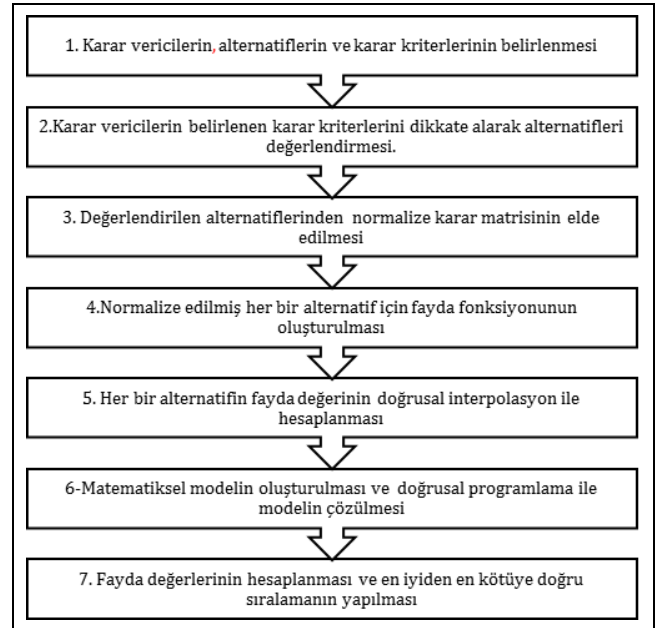 1. Karar vericilerin, alternatiflerin ve karar kriterlerinin belirlenmesi
2.Karar vericilerin belirlenen karar kriterlerini dikkate alarak alternatifleri
değerlendirmesi.
3. Değerlendirilen alternatiflerinden normalize karar matrisinin elde
edilmesi
4.Normalize edilmiş her bir alternatif için fayda fonksiyonunun
oluşturulması
5. Her bir alternatifin fayda değerinin doğrusal interpolasyon ile
hesaplanması
6-Matematiksel modelin oluşturulması ve doğrusal programlama ile
modelin çözülmesi
7. Fayda değerlerinin hesaplanması ve en iyiden en kötüye doğru
sıralamanın yapılması